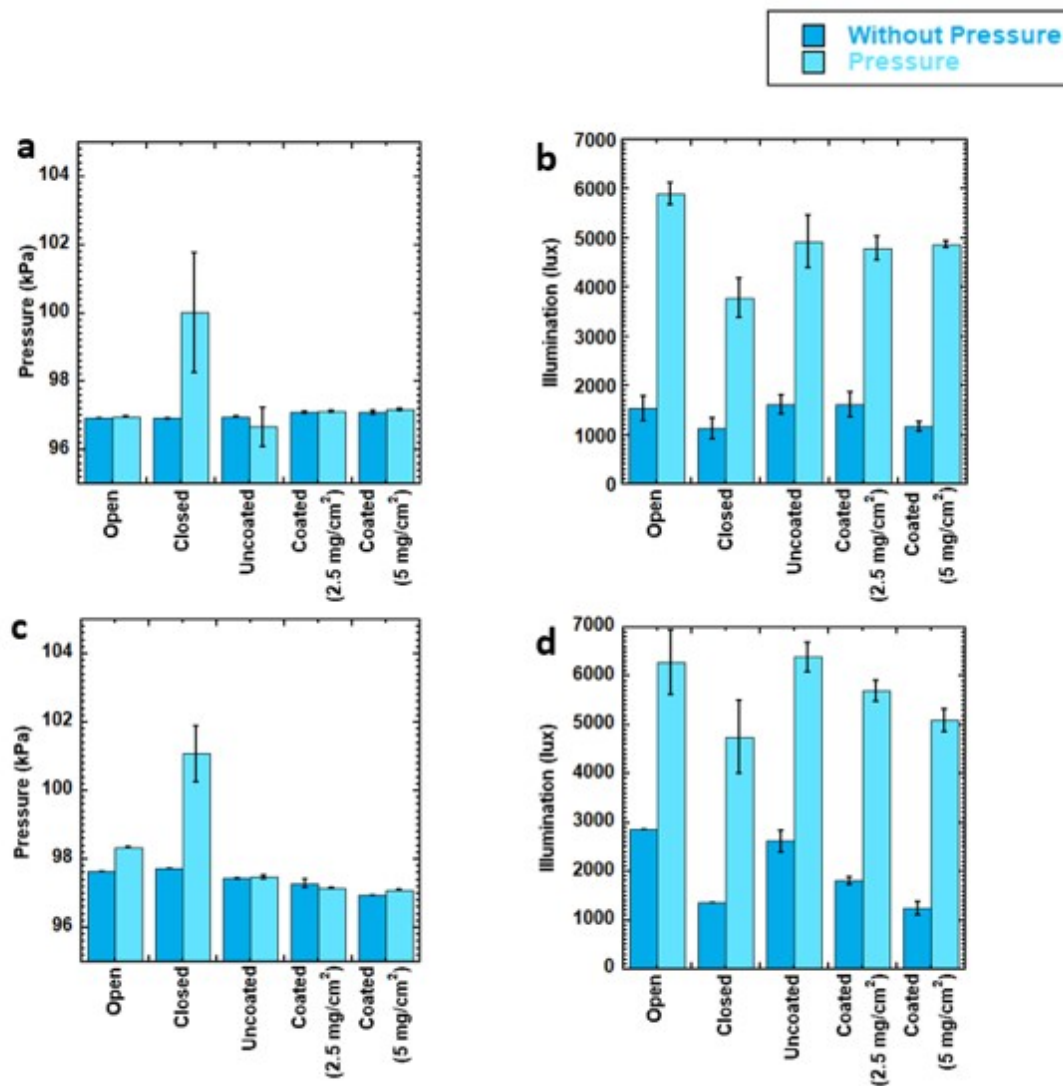 Without Pressure
Pressure
a
104
102
100
98
96
Pressure (kPa)
Open
Closed
Uncoated
Coated
(2.5 mg/cm²)
Coated
(5 mg/cm²)
b
7000
6000
5000
4000
3000
2000
1000
0
Illumination (lux)
Open
Closed
Uncoated
Coated
(2.5 mg/cm²)
Coated
(5 mg/cm²)
c
104
102
100
98
96
Pressure (kPa)
Open
Closed
Uncoated
Coated
(2.5 mg/cm²)
Coated
(5 mg/cm²)
d
7000
6000
5000
4000
3000
2000
1000
0
Illumination (lux)
Open
Closed
Uncoated
Coated
(2.5 mg/cm²)
Coated
(5 mg/cm²)